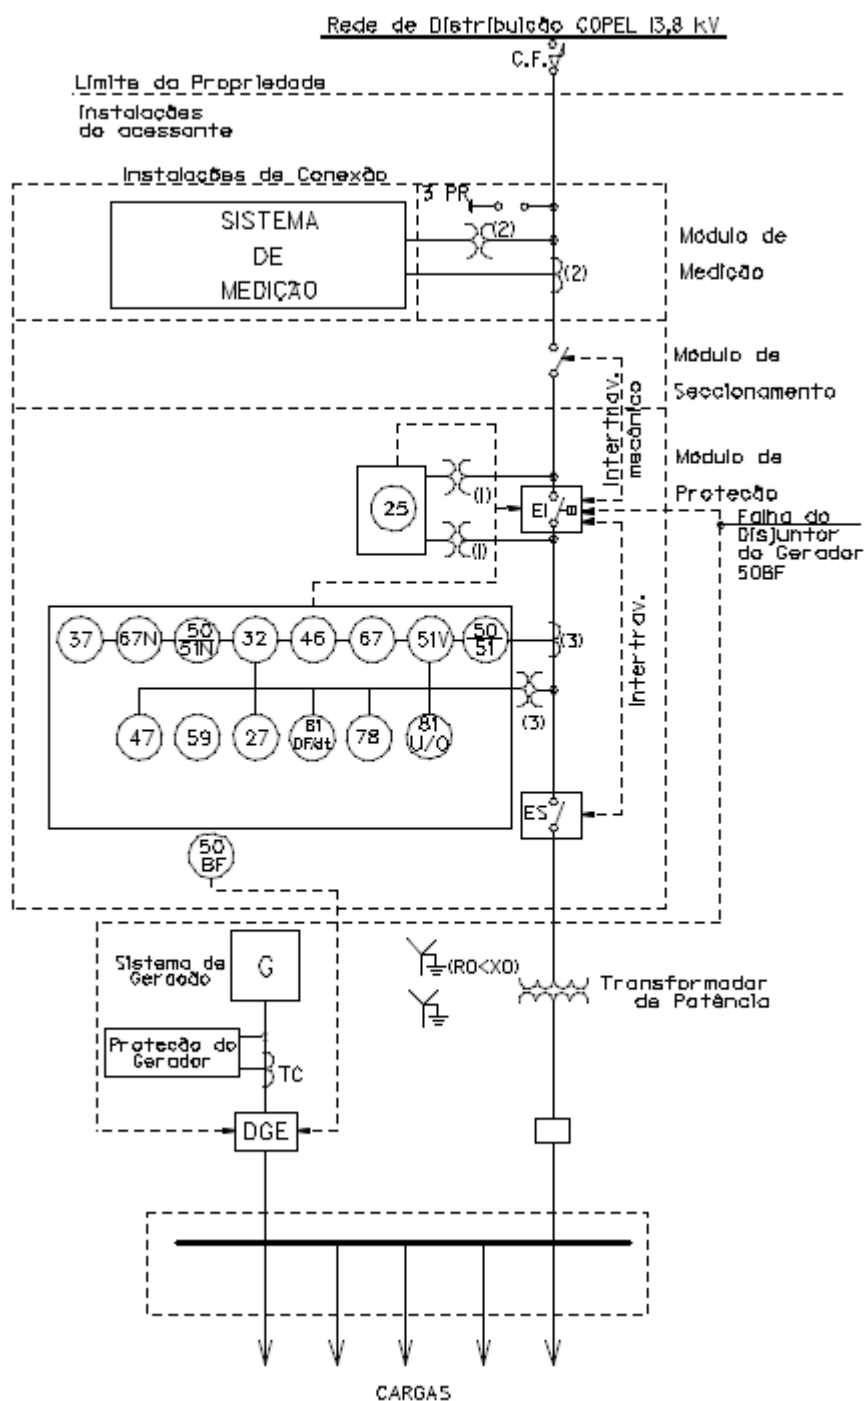 Rede de Distribuição COPEL 13,8 kV
C.F.
Limite da Propriedade
Instalações
do acessante
Instalações de Conexão
3 PR
SISTEMA
DE
MEDIÇÃO
(2)
(2)
Módulo de
Medição
Módulo de
Seccionamento
Intertrav.
mecânico
Módulo de
Proteção
25
(1)
(1)
EI
Falha do
Disjuntor
do Gerador
50BF
Intertrav.
37
67N
50
51N
32
46
67
51V
50
51
(3)
(3)
47
59
27
81
DF/dt
78
81
U/O
ES
50
BF
Sistema de
Geração
G
(R0<X0)
Transformador
de Potência
Proteção do
Gerador
TC
DGE
CARGAS